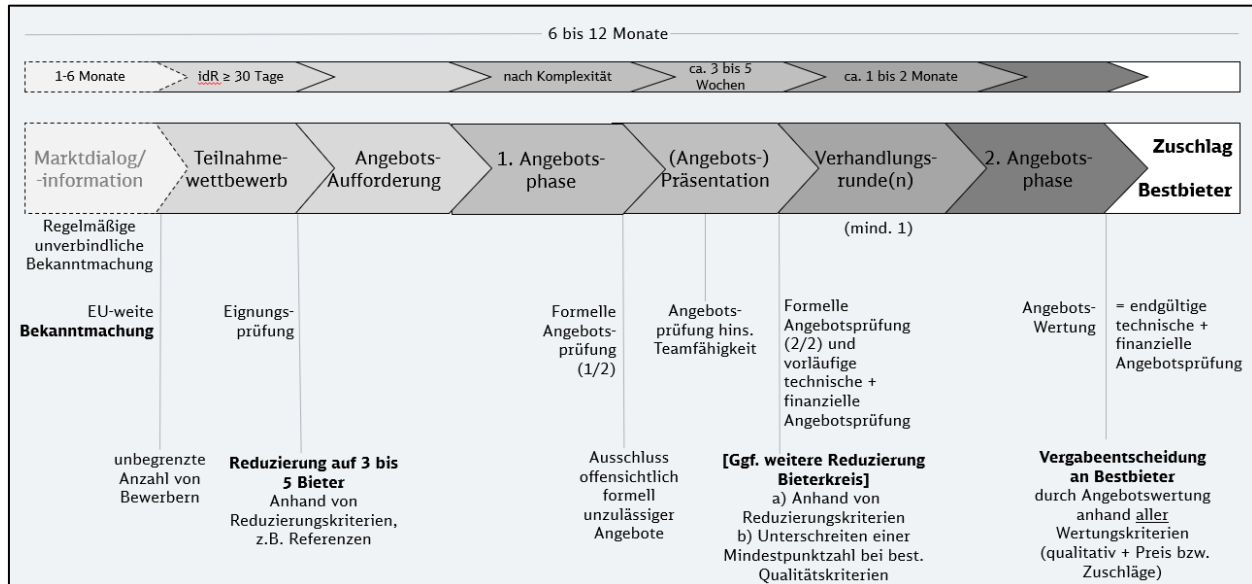 6 bis 12 Monate
1-6 Monate
idR ≥ 30 Tage
nach Komplexität
ca. 3 bis 5
Wochen
ca. 1 bis 2 Monate
Marktdialog/
-information
Teilnahme-
wettbewerb
Angebots-
Aufforderung
1. Angebots-
phase
(Angebots-)
Präsentation
Verhandlungs-
runde(n)
2. Angebots-
phase
Zuschlag
Bestbieter
Regelmäßige
unverbindliche
Bekanntmachung
(mind. 1)
EU-weite
Bekanntmachung
Eignungs-
prüfung
Formelle
Angebots-
prüfung
(1/2)
Angebots-
prüfung hins.
Teamfähigkeit
Formelle
Angebotsprüfung
(2/2) und
vorläufige
technische +
finanzielle
Angebotsprüfung
Angebots-
Wertung
= endgültige
technische +
finanzielle
Angebotsprüfung
unbegrenzte
Anzahl von
Bewerbern
Reduzierung auf 3 bis
5 Bieter
Anhand von
Reduzierungskriterien,
z.B. Referenzen
Ausschluss
offensichtlich
formell
unzulässiger
Angebote
[Ggf. weitere Reduzierung
Bieterkreis]
a) Anhand von
Reduzierungskriterien
b) Unterschreiten einer
Mindestpunktzahl bei best.
Qualitätskriterien
Vergabeentscheidung
an Bestbieter
durch Angebotswertung
anhand aller
Wertungskriterien
(qualitativ + Preis bzw.
Zuschläge)